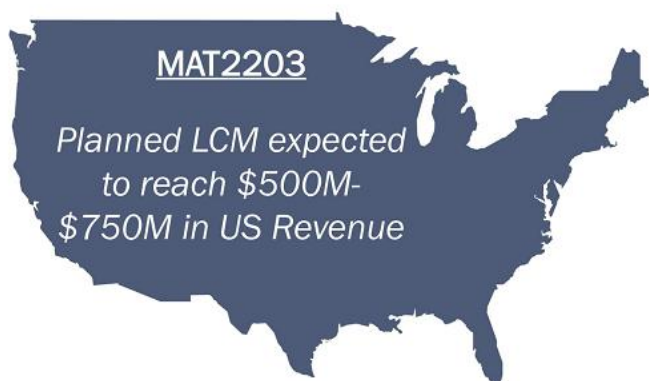 MAT2203
Planned LCM expected
to reach $500M-
$750M in US Revenue